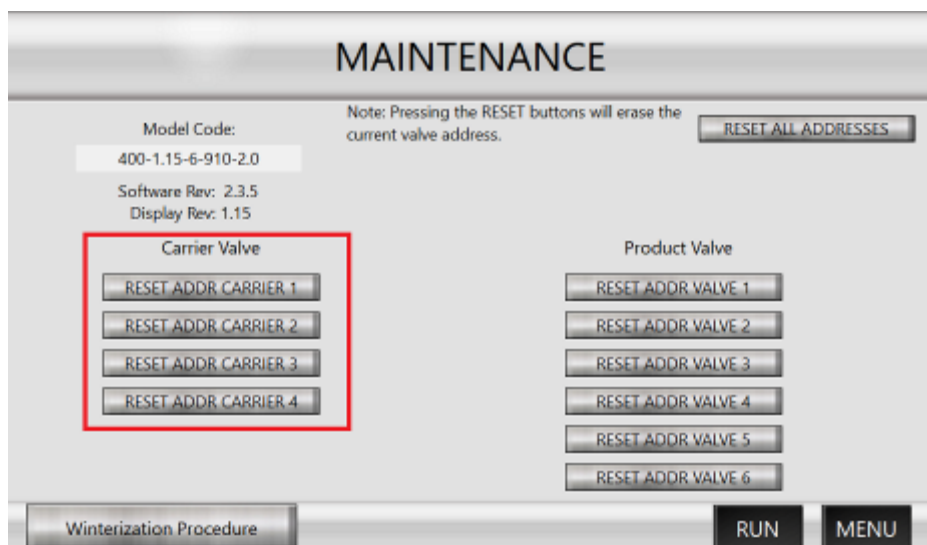 MAINTENANCE
Note: Pressing the RESET buttons will erase the
current valve address.
RESET ALL ADDRESSES
Model Code:
400-1.15-6-910-2.0
Software Rev: 2.3.5
Display Rev: 1.15
Carrier Valve
RESET ADDR CARRIER 1
RESET ADDR CARRIER 2
RESET ADDR CARRIER 3
RESET ADDR CARRIER 4
Product Valve
RESET ADDR VALVE 1
RESET ADDR VALVE 2
RESET ADDR VALVE 3
RESET ADDR VALVE 4
RESET ADDR VALVE 5
RESET ADDR VALVE 6
Winterization Procedure
RUN
MENU